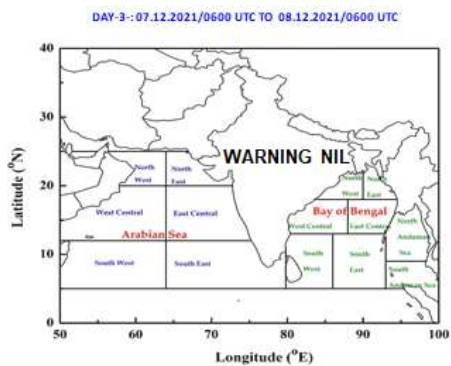 DAY-3-: 07.12.2021/0600 UTC TO 08.12.2021/0600 UTC
40
30
20
10
0
Latitude (°N)
WARNING NIL
North West
North East
West Central
East Central
Arabian Sea
South West
South East
North West
North East
Bay of Bengal
West Central
East Central
South West
South East
North Andaman Sea
South Andaman Sea
50
60
70
80
90
100
Longitude (°E)